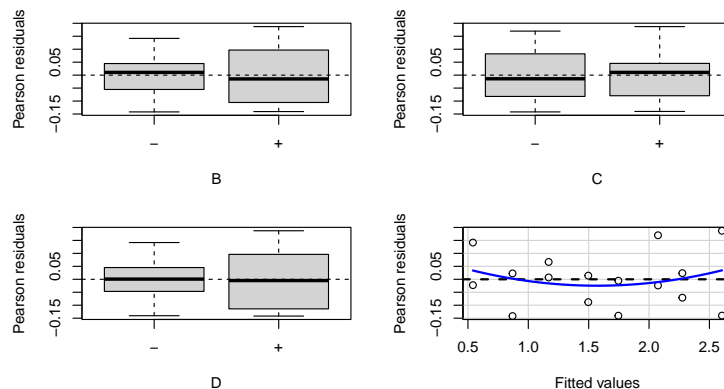 Pearson residuals
−0.15
0.05
−
+
B
Pearson residuals
−0.15
0.05
−
+
C
Pearson residuals
−0.15
0.05
−
+
D
Pearson residuals
−0.15
0.05
0.5 1.0 1.5 2.0 2.5
Fitted values